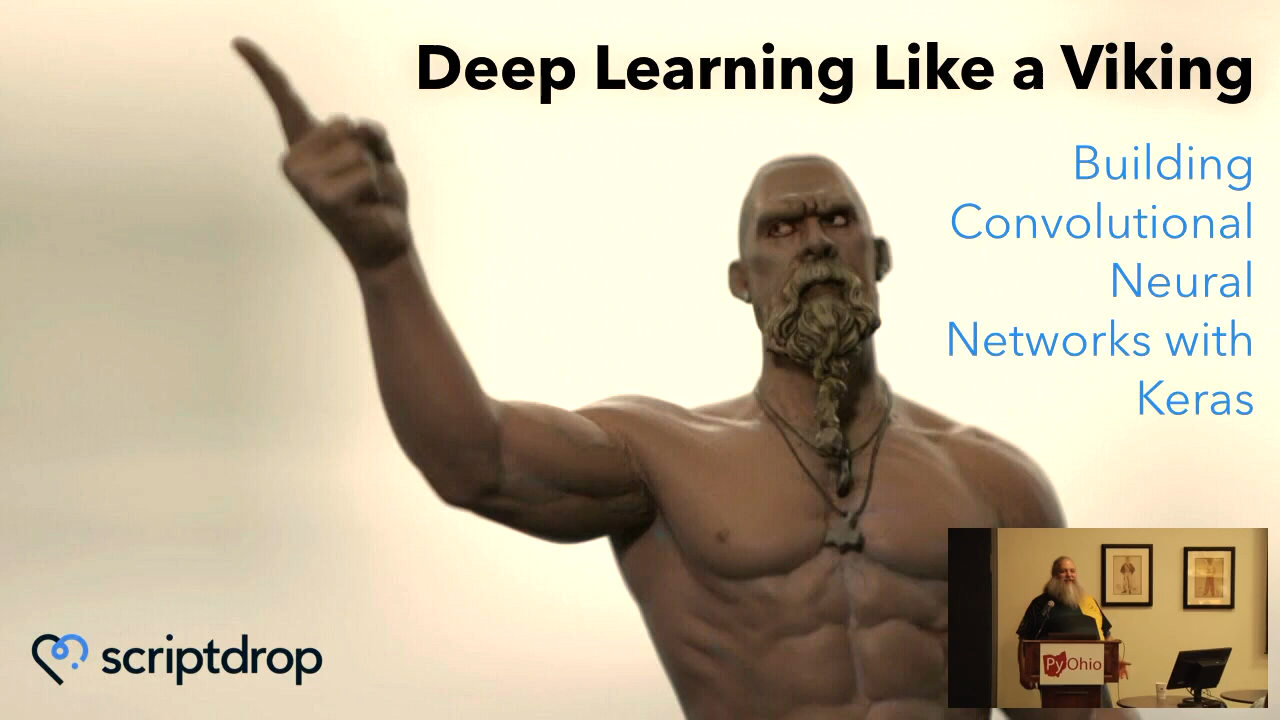 Deep Learning Like a Viking
Building
Convolutional
Neural
Networks with
Keras
scriptdrop
PyOhio